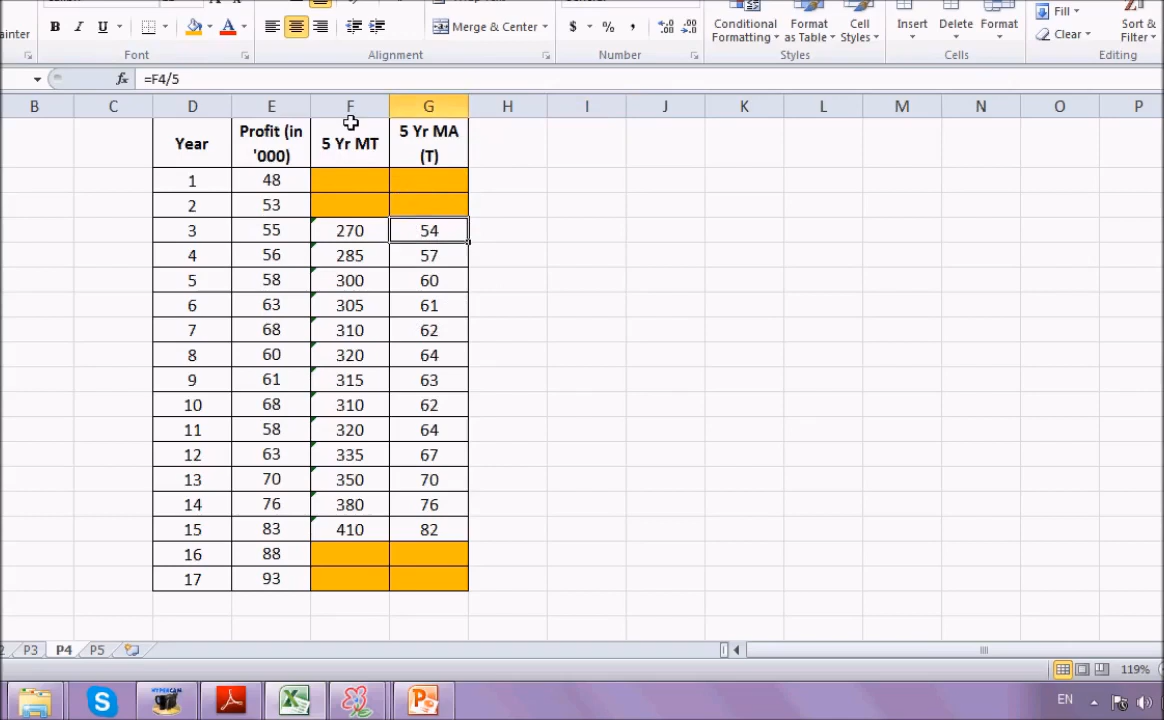 ainter
B I U A
Merge & Center
$ % ,
Conditional Formatting
Format as Table
Cell Styles
Insert Delete Format
Fill
Clear
Sort & Filter
Font Alignment Number Styles Cells Editing
fx =F4/5
B C D E F G H I J K L M N O P
Year Profit (in '000) 5 Yr MT 5 Yr MA (T)
1 48
2 53
3 55 270 54
4 56 285 57
5 58 300 60
6 63 305 61
7 68 310 62
8 60 320 64
9 61 315 63
10 68 310 62
11 58 320 64
12 63 335 67
13 70 350 70
14 76 380 76
15 83 410 82
16 88
17 93
2 P3 P4 P5
119%
HYPERCAM
EN